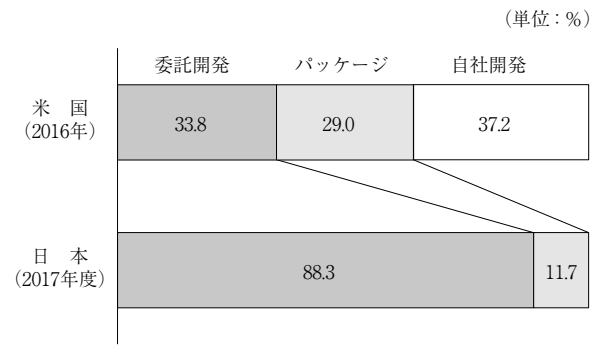 （単位：％）
委託開発　パッケージ　自社開発
米　国
（2016年）
33.8　29.0　37.2
日　本
（2017年度）
88.3　11.7